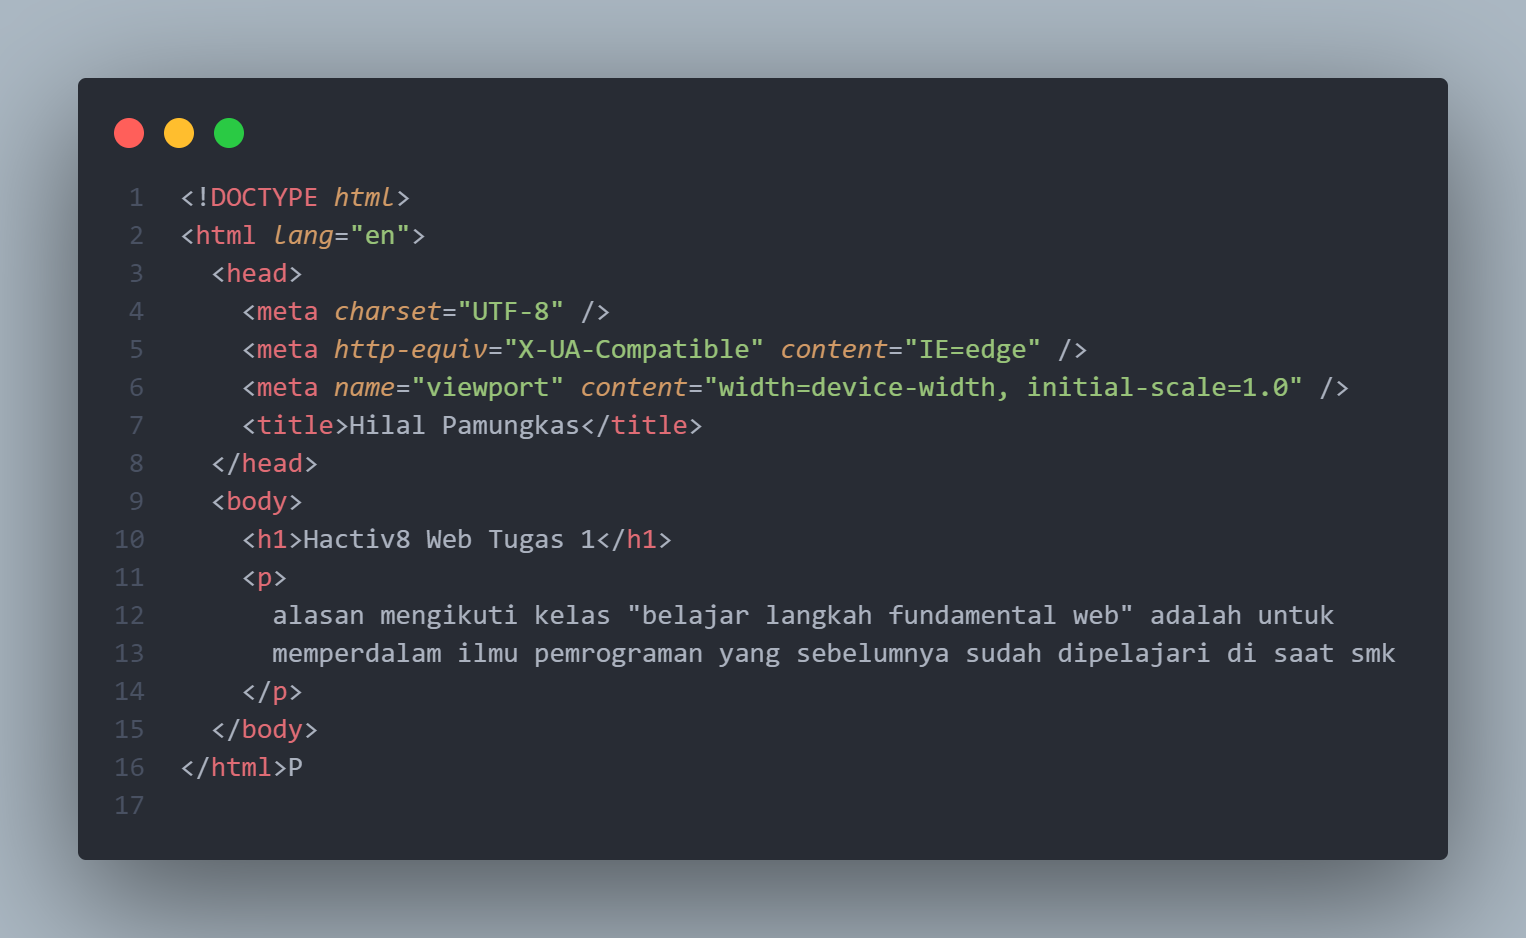 1 <!DOCTYPE html>
2 <html lang="en">
3   <head>
4     <meta charset="UTF-8" />
5     <meta http-equiv="X-UA-Compatible" content="IE=edge" />
6     <meta name="viewport" content="width=device-width, initial-scale=1.0" />
7     <title>Hilal Pamungkas</title>
8   </head>
9   <body>
10     <h1>Hactiv8 Web Tugas 1</h1>
11     <p>
12       alasan mengikuti kelas "belajar langkah fundamental web" adalah untuk
13       memperdalam ilmu pemrograman yang sebelumnya sudah dipelajari di saat smk
14     </p>
15   </body>
16 </html>P
17